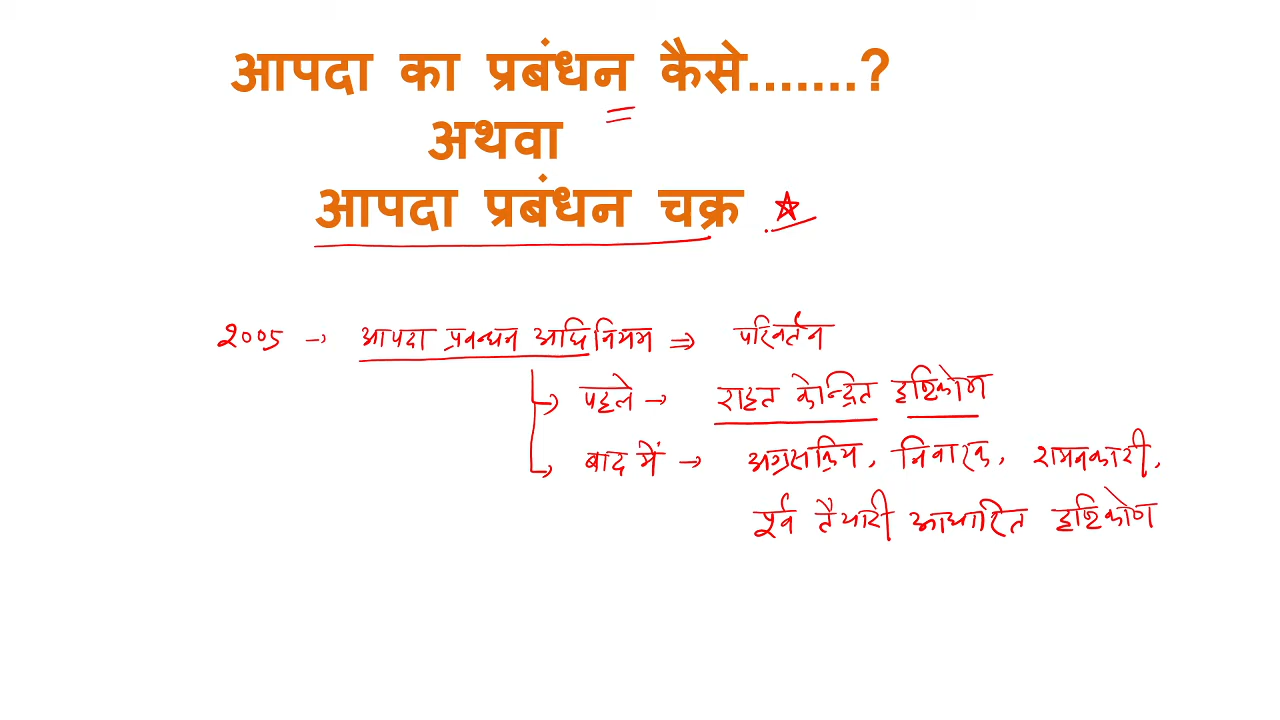 आपदा का प्रबंधन कैसे.......?
अथवा
आपदा प्रबंधन चक्र
2005 → आपदा प्रबन्धन अधिनियम ⇒ परिवर्तन
→ पहले → राहत केन्द्रित दृष्टिकोण
→ बाद में → अग्रसक्रिय, निवारक, शमनकारी,
पूर्व तैयारी आधारित दृष्टिकोण